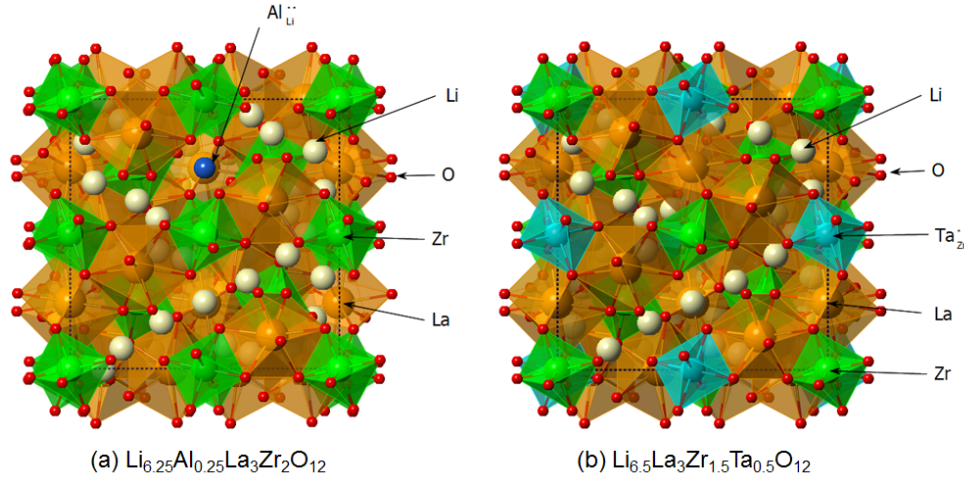 Al··Li
Li
O
Zr
La
Li
O
Ta·Zr
La
Zr
(a) Li6.25Al0.25La3Zr2O12
(b) Li6.5La3Zr1.5Ta0.5O12